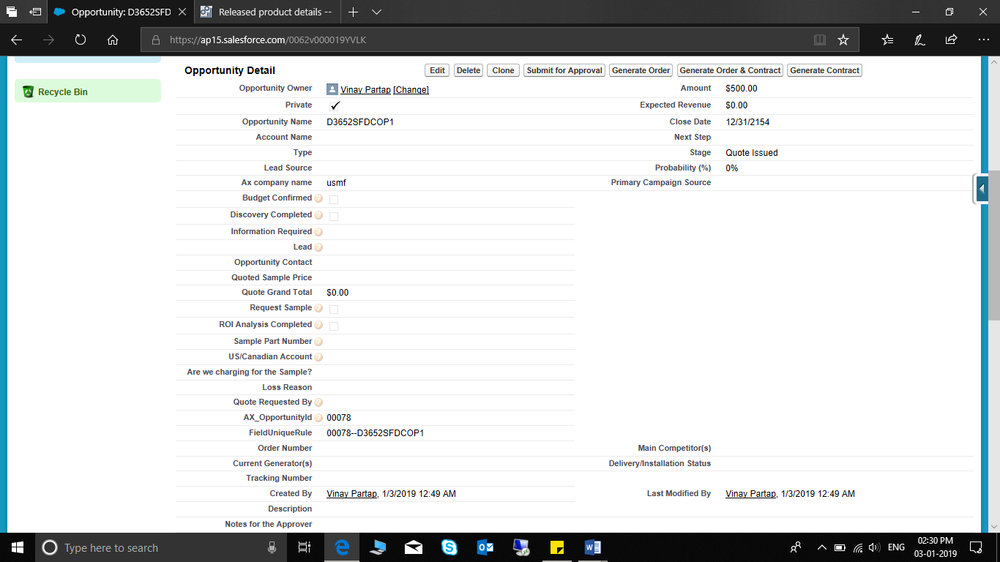 Opportunity: D3652SFD
Released product details --
https://ap15.salesforce.com/0062v000019YVLK
Recycle Bin
Opportunity Detail
Edit Delete Clone Submit for Approval Generate Order Generate Order & Contract Generate Contract
Opportunity Owner Vinay Partap [Change] Amount $500.00
Private Expected Revenue $0.00
Opportunity Name D3652SFDCOP1 Close Date 12/31/2154
Account Name Next Step
Type Stage Quote Issued
Lead Source Probability (%) 0%
Ax company name usmf Primary Campaign Source
Budget Confirmed
Discovery Completed
Information Required
Lead
Opportunity Contact
Quoted Sample Price
Quote Grand Total $0.00
Request Sample
ROI Analysis Completed
Sample Part Number
US/Canadian Account
Are we charging for the Sample?
Loss Reason
Quote Requested By
AX_OpportunityId 00078
FieldUniqueRule 00078--D3652SFDCOP1
Order Number Main Competitor(s)
Current Generator(s) Delivery/Installation Status
Tracking Number
Created By Vinay Partap, 1/3/2019 12:49 AM Last Modified By Vinay Partap, 1/3/2019 12:49 AM
Description
Notes for the Approver
Type here to search
ENG
02:30 PM
03-01-2019